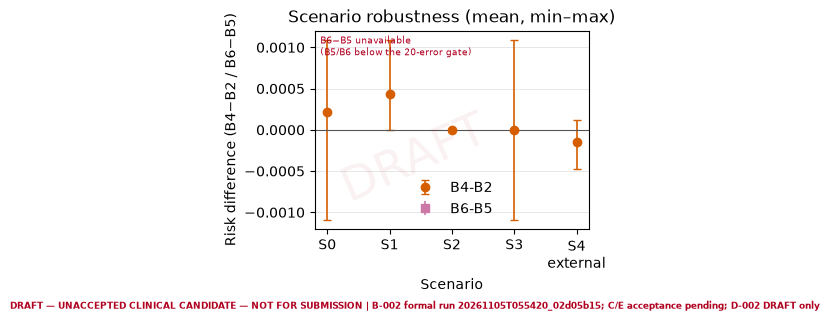 Scenario robustness (mean, min–max)
B6−B5 unavailable
(B5/B6 below the 20-error gate)
Risk difference (B4−B2 / B6−B5)
0.0010
0.0005
0.0000
−0.0005
−0.0010
DRAFT
B4-B2
B6-B5
S0 S1 S2 S3 S4
external
Scenario
DRAFT — UNACCEPTED CLINICAL CANDIDATE — NOT FOR SUBMISSION | B-002 formal run 20261105T055420_02d05b15; C/E acceptance pending; D-002 DRAFT only